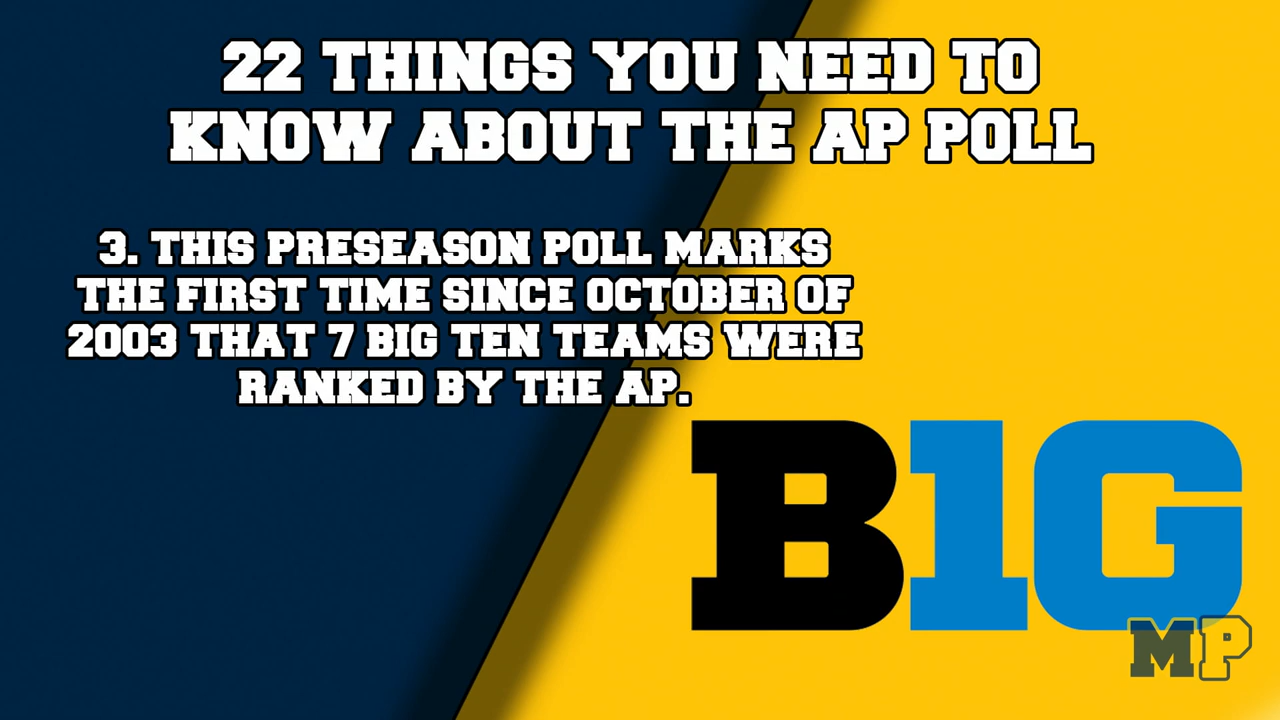 22 THINGS YOU NEED TO
KNOW ABOUT THE AP POLL
3. THIS PRESEASON POLL MARKS
THE FIRST TIME SINCE OCTOBER OF
2003 THAT 7 BIG TEN TEAMS WERE
RANKED BY THE AP.
B1G
MP